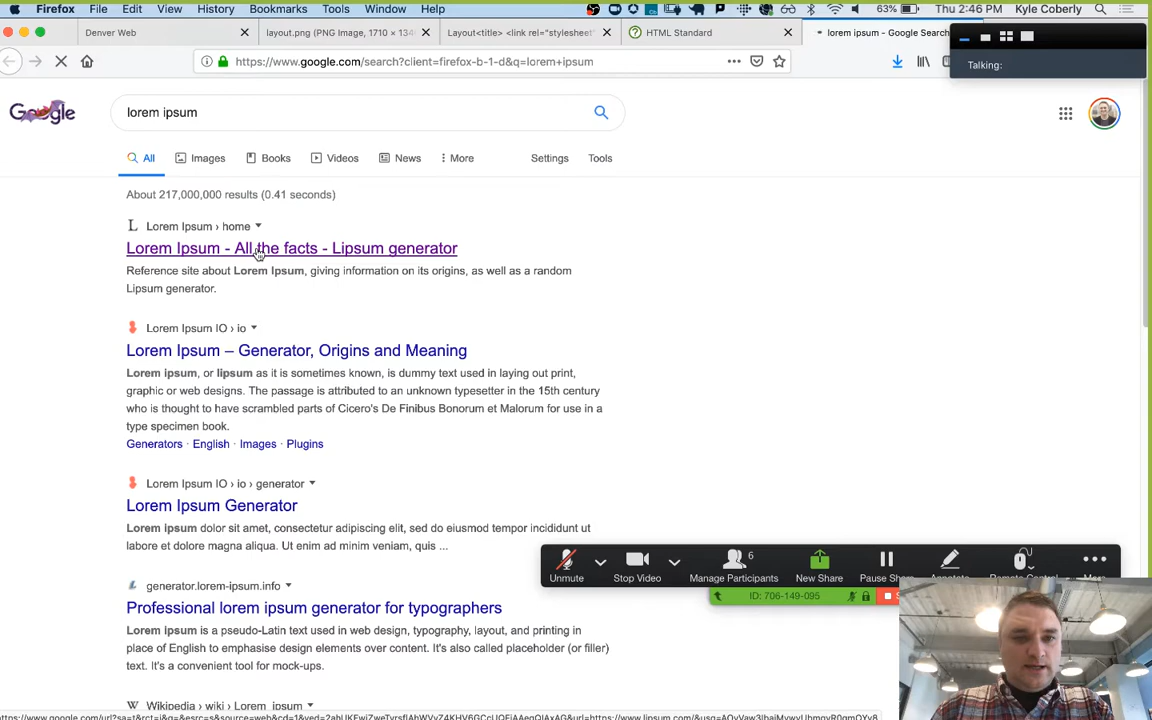 Firefox File Edit View History Bookmarks Tools Window Help 63% Thu 2:46 PM Kyle Coberly
Denver Web layout.png (PNG Image, 1710 × 134 Layout<title> <link rel="stylesheet" HTML Standard lorem ipsum - Google Search
https://www.google.com/search?client=firefox-b-1-d&q=lorem+ipsum
Talking:
Google lorem ipsum
All Images Books Videos News More Settings Tools
About 217,000,000 results (0.41 seconds)
Lorem Ipsum › home
Lorem Ipsum - All the facts - Lipsum generator
Reference site about Lorem Ipsum, giving information on its origins, as well as a random
Lipsum generator.
Lorem Ipsum IO › io
Lorem Ipsum – Generator, Origins and Meaning
Lorem ipsum, or lipsum as it is sometimes known, is dummy text used in laying out print,
graphic or web designs. The passage is attributed to an unknown typesetter in the 15th century
who is thought to have scrambled parts of Cicero's De Finibus Bonorum et Malorum for use in a
type specimen book.
Generators · English · Images · Plugins
Lorem Ipsum IO › io › generator
Lorem Ipsum Generator
Lorem ipsum dolor sit amet, consectetur adipiscing elit, sed do eiusmod tempor incididunt ut
labore et dolore magna aliqua. Ut enim ad minim veniam, quis ...
6
Unmute Stop Video Manage Participants New Share Pause Annotate Remote Control More
ID: 706-149-095
generator.lorem-ipsum.info
Professional lorem ipsum generator for typographers
Lorem ipsum is a pseudo-Latin text used in web design, typography, layout, and printing in
place of English to emphasise design elements over content. It's also called placeholder (or filler)
text. It's a convenient tool for mock-ups.
Wikipedia › wiki › Lorem_ipsum